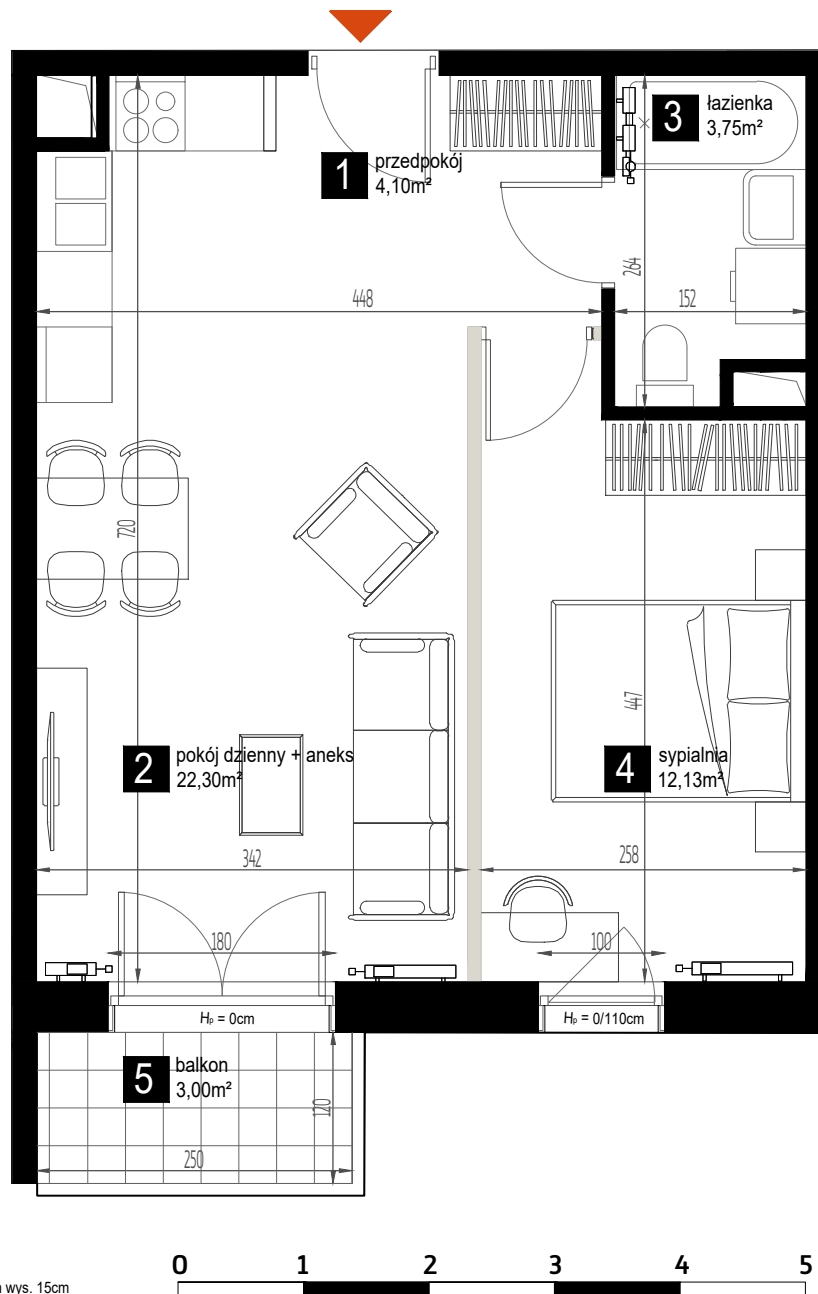 3
łazienka
3,75m²
1
przedpokój
4,10m²
264
448
152
720
447
2
pokój dzienny + aneks
22,30m²
4
sypialnia
12,13m²
342
258
180
100
Hₚ = 0cm
Hₚ = 0/110cm
5
balkon
3,00m²
120
250
0 1 2 3 4 5
wys. 15cm